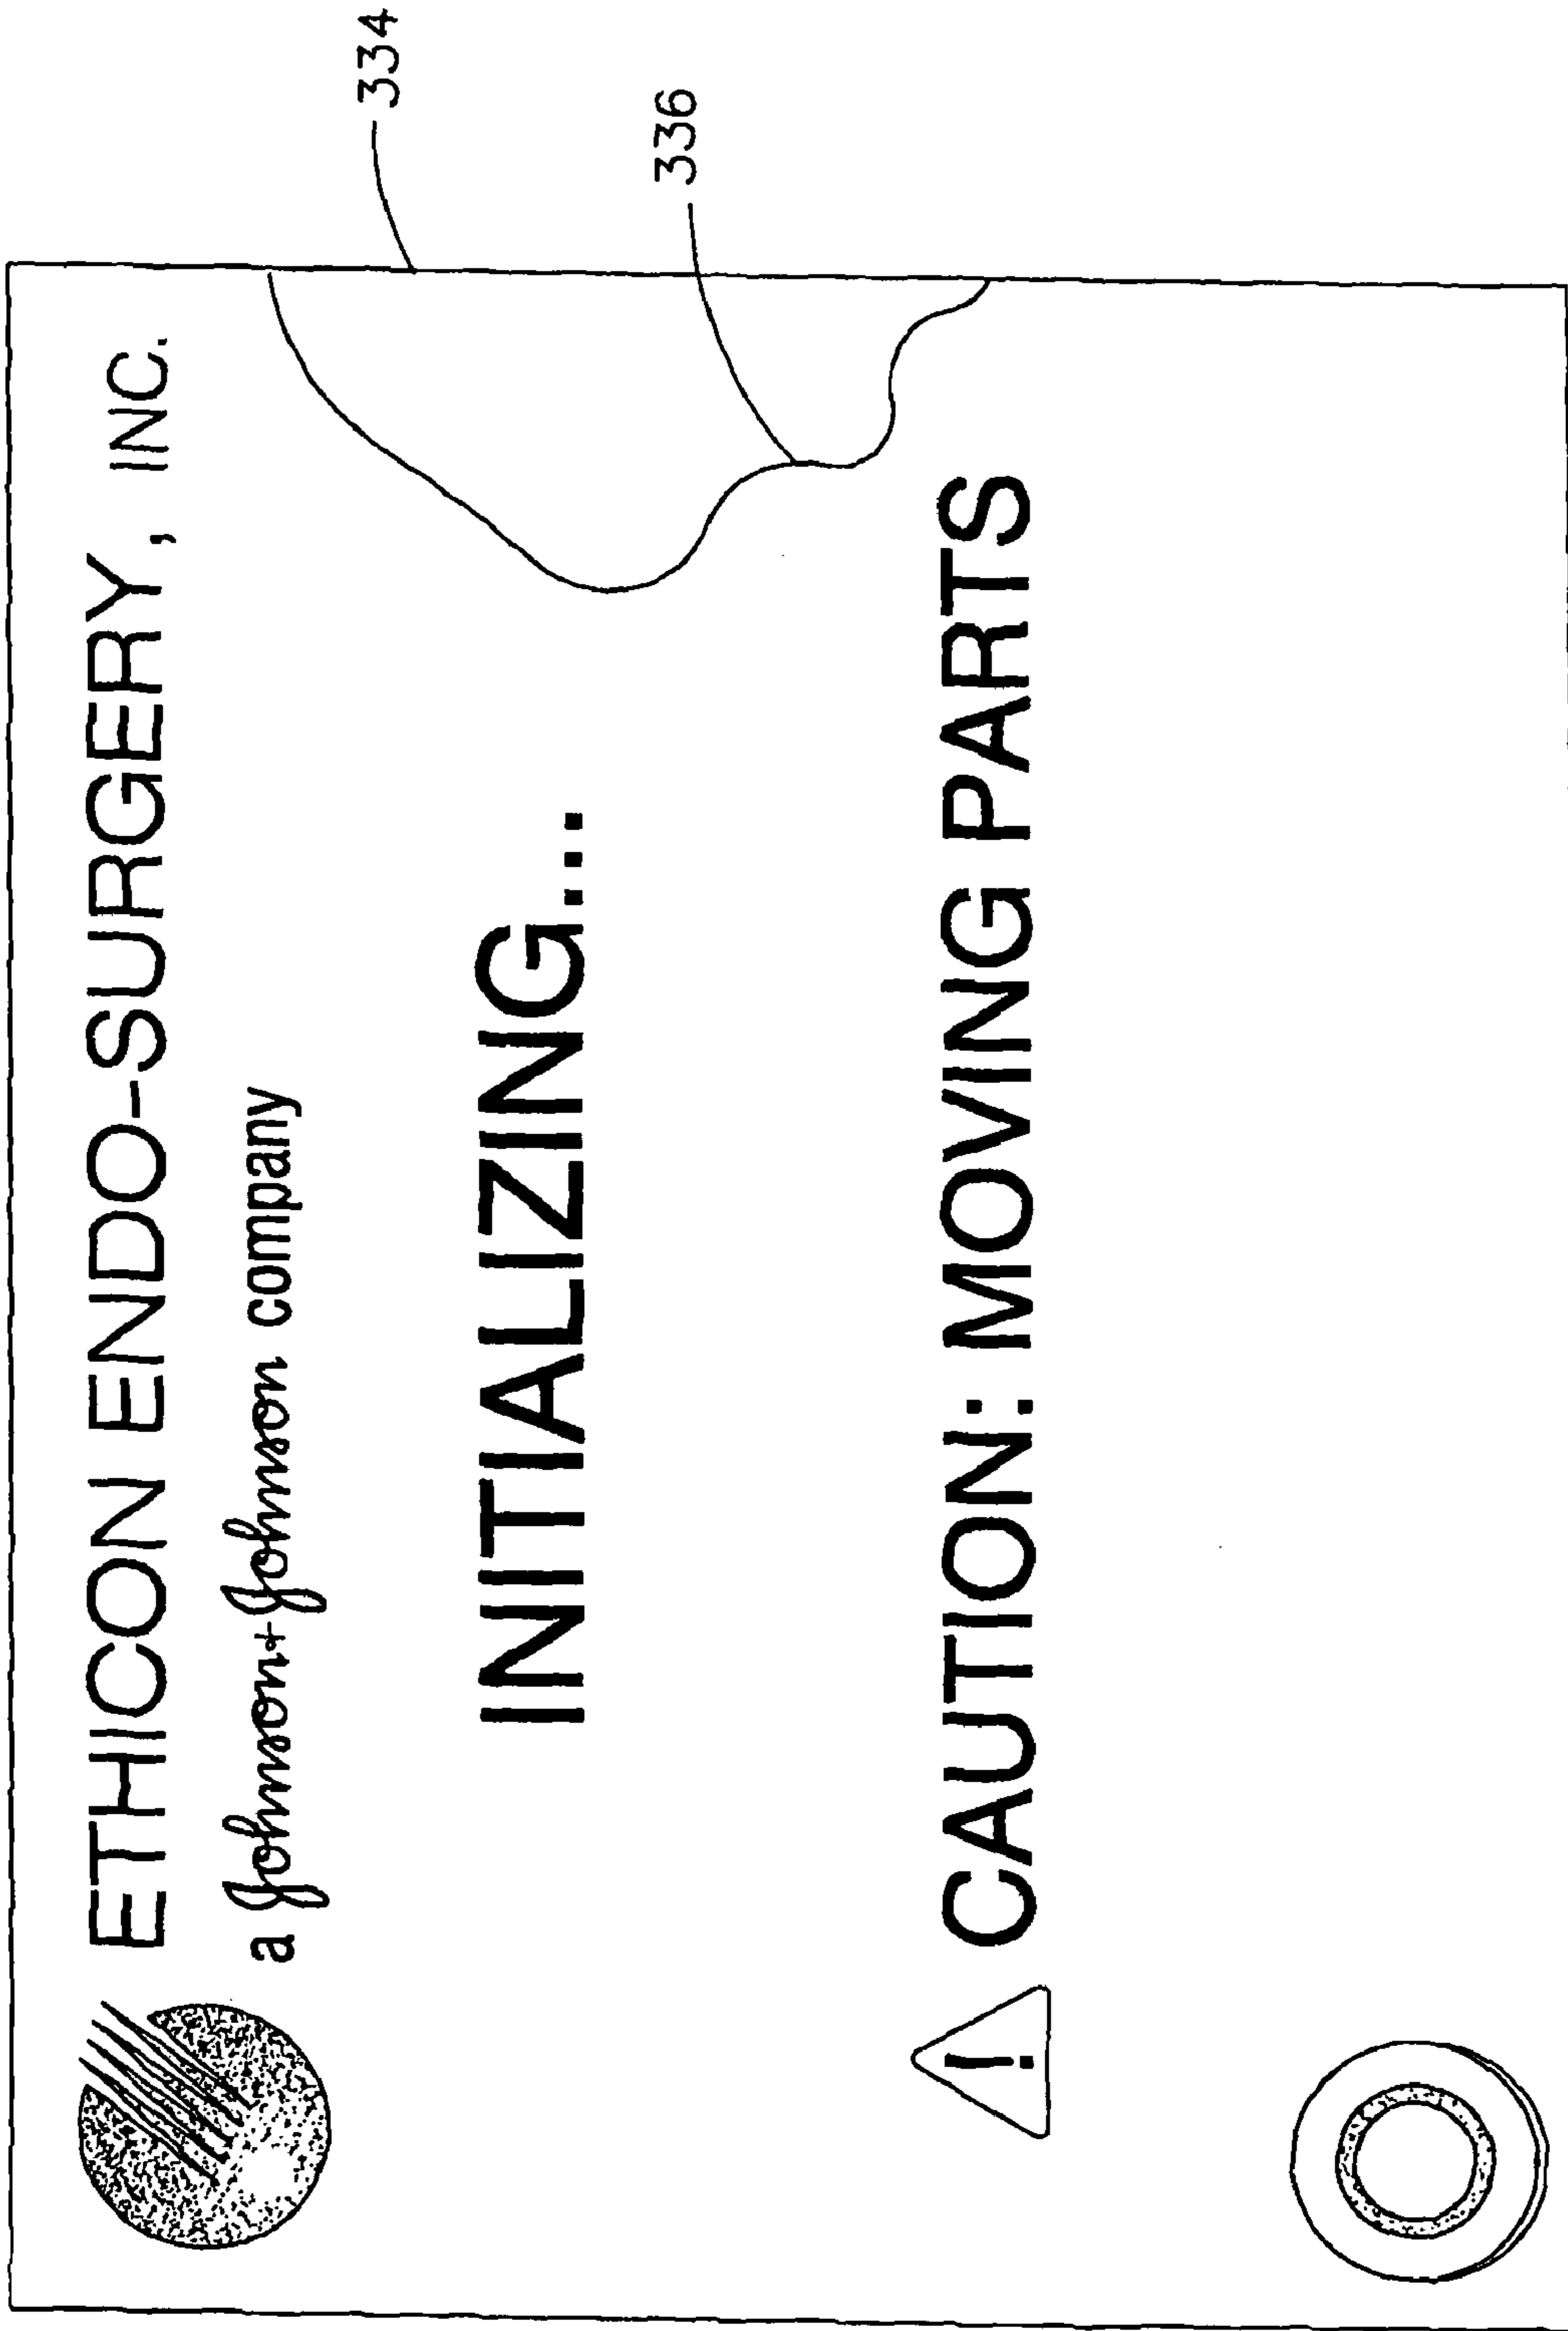 ETHICON ENDO-SURGERY, INC.
a Johnson+Johnson company
INITIALIZING...
! CAUTION: MOVING PARTS
334
336